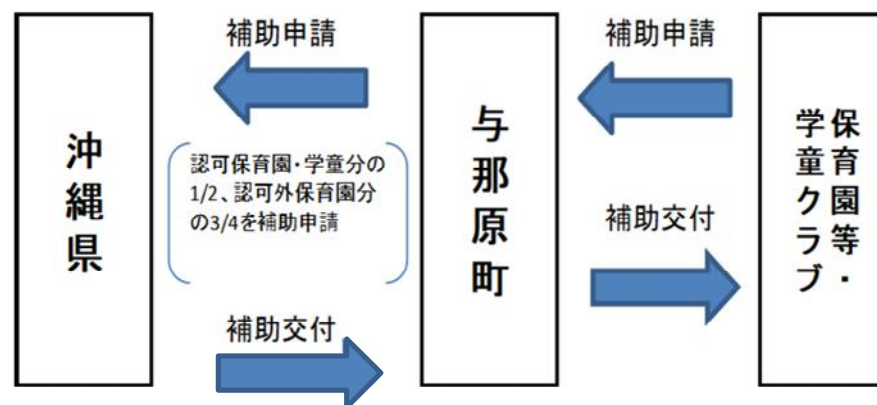 沖縄県
補助申請
認可保育園・学童分の
1/2、認可外保育園分
の3/4を補助申請
補助交付
与那原町
補助申請
補助交付
保育園等・
学童クラブ